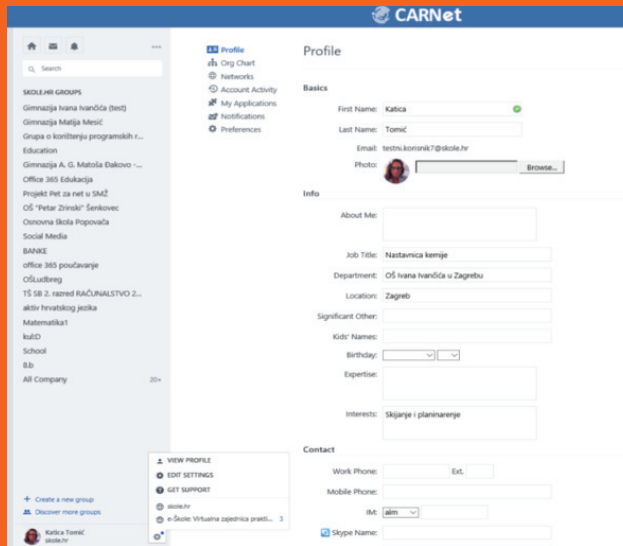 CARNet
Search
SKOLE.HR GROUPS
Gimnazija Ivana Ivančića (test)
Gimnazija Matija Mesić
Grupa o korištenju programskih r...
Education
Gimnazija A. G. Matoša Đakovo -...
Office 365 Edukacija
Projekt Pet za net u SMŽ
OŠ "Petar Zrinski" Šenkovec
Osnovna škola Popovača
Social Media
BANKE
office 365 poučavanje
OŠLudbreg
TŠ SB 2. razred RAČUNALSTVO 2...
aktiv hrvatskog jezika
Matematika1
kul:D
School
8.b
All Company 20+
+ Create a new group
Discover more groups
Katica Tomić
skole.hr
VIEW PROFILE
EDIT SETTINGS
GET SUPPORT
skole.hr
e-Škole: Virtualna zajednica prakti... 3
Profile
Org Chart
Networks
Account Activity
My Applications
Notifications
Preferences
Profile
Basics
First Name: Katica
Last Name: Tomić
Email: testni.korisnik7@skole.hr
Photo: Browse...
Info
About Me:
Job Title: Nastavnica kemije
Department: OŠ Ivana Ivančića u Zagrebu
Location: Zagreb
Significant Other:
Kids' Names:
Birthday:
Expertise:
Interests: Skijanje i planinarenje
Contact
Work Phone: Ext.
Mobile Phone:
IM: aim
Skype Name: